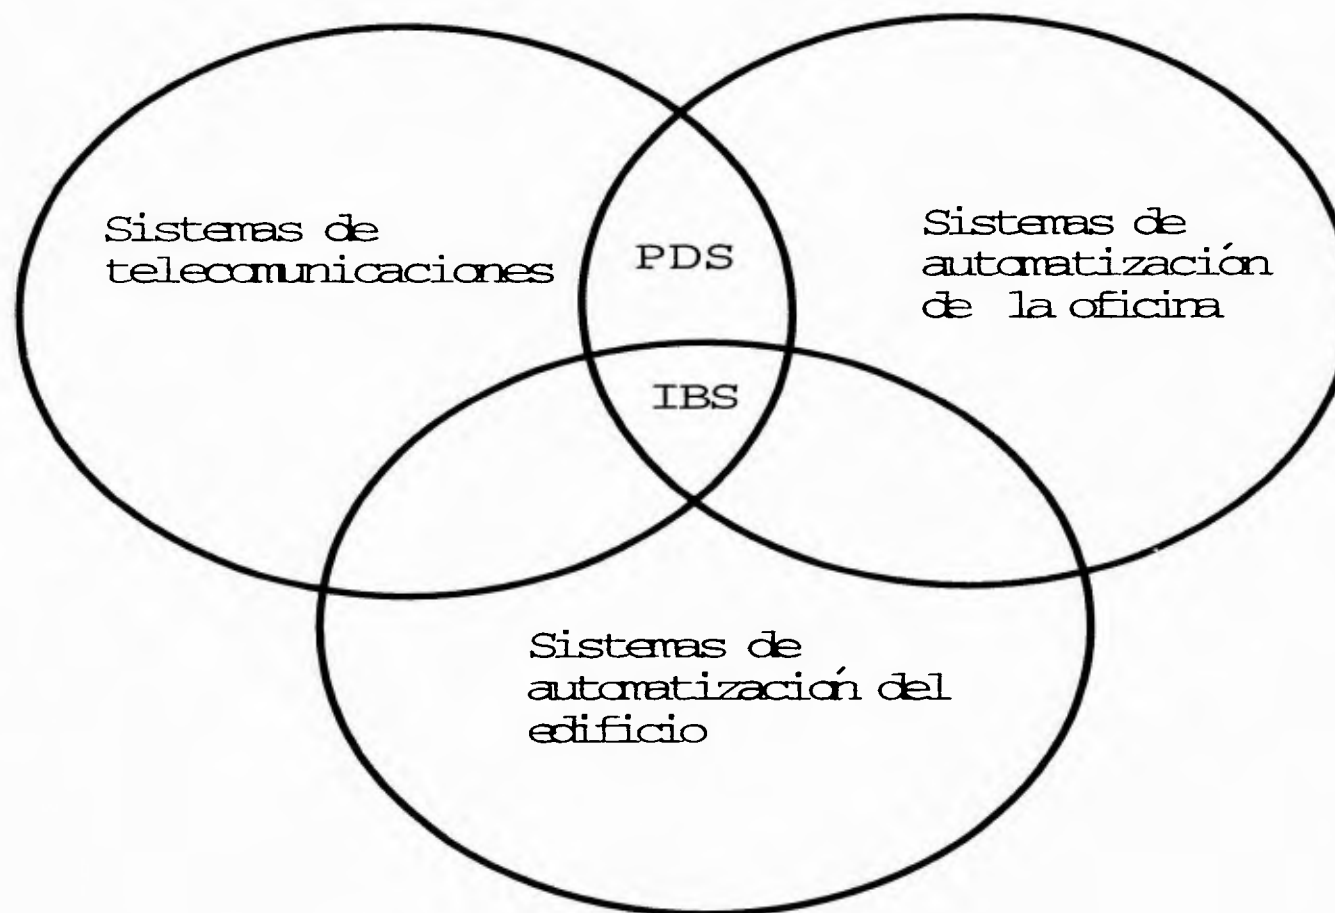 Sistemas de
telecomunicaciones
PDS
Sistemas de
automatización
de la oficina
IBS
Sistemas de
automatización del
edificio